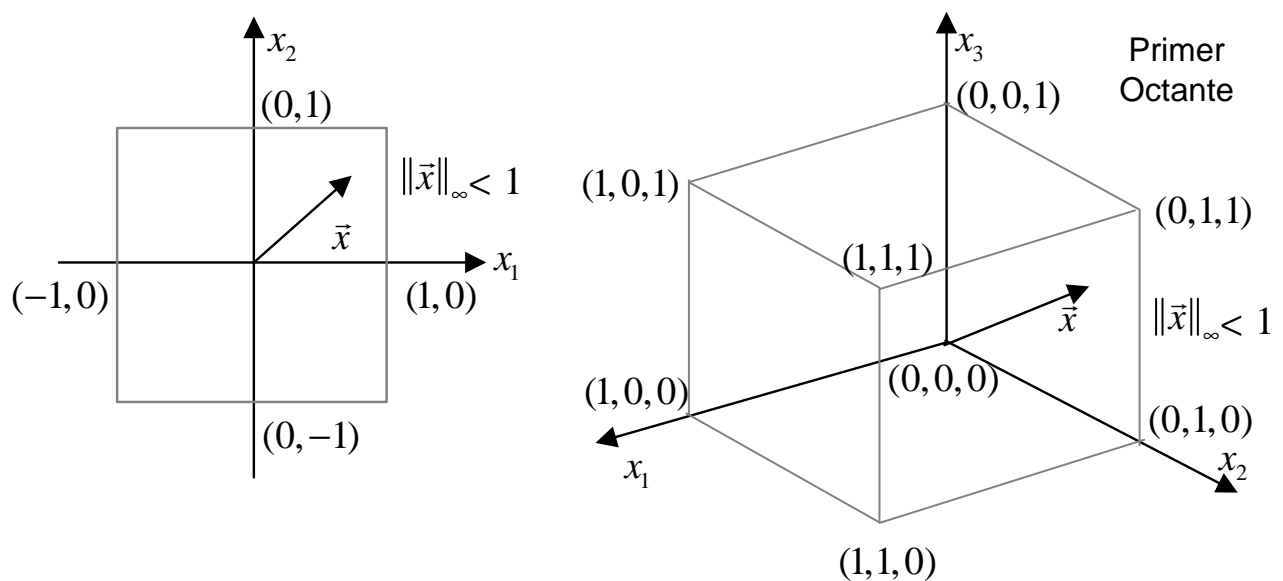 x₂
(0,1)
‖x⃗‖∞ < 1
x⃗
x₁
(−1,0)
(1,0)
(0,−1)
x₃
Primer
Octante
(0,0,1)
(1,0,1)
(0,1,1)
(1,1,1)
x⃗
‖x⃗‖∞ < 1
(1,0,0)
(0,0,0)
(0,1,0)
x₁
x₂
(1,1,0)